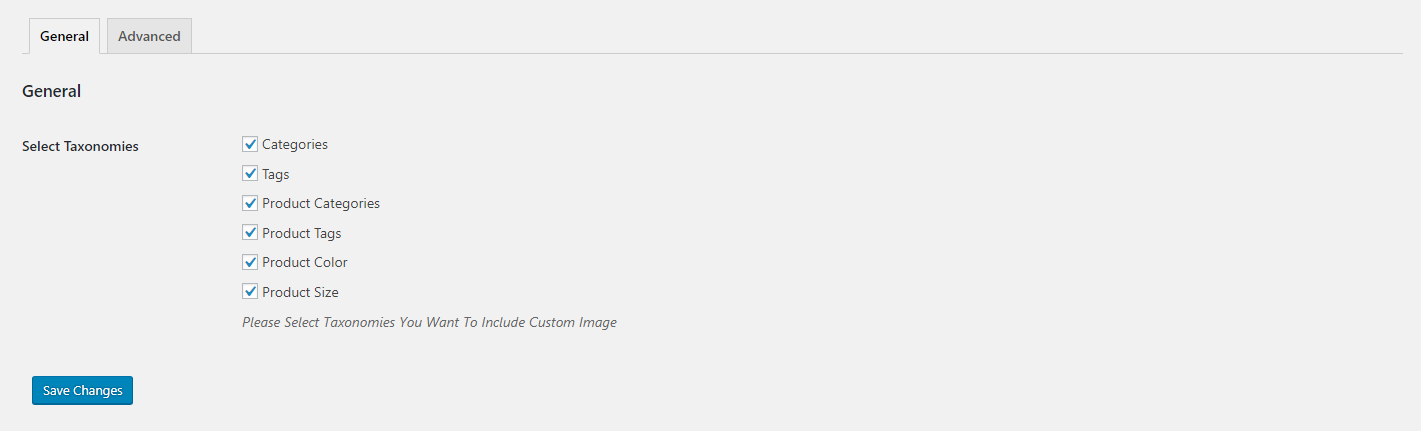 General
Advanced
General
Select Taxonomies
Categories
Tags
Product Categories
Product Tags
Product Color
Product Size
Please Select Taxonomies You Want To Include Custom Image
Save Changes